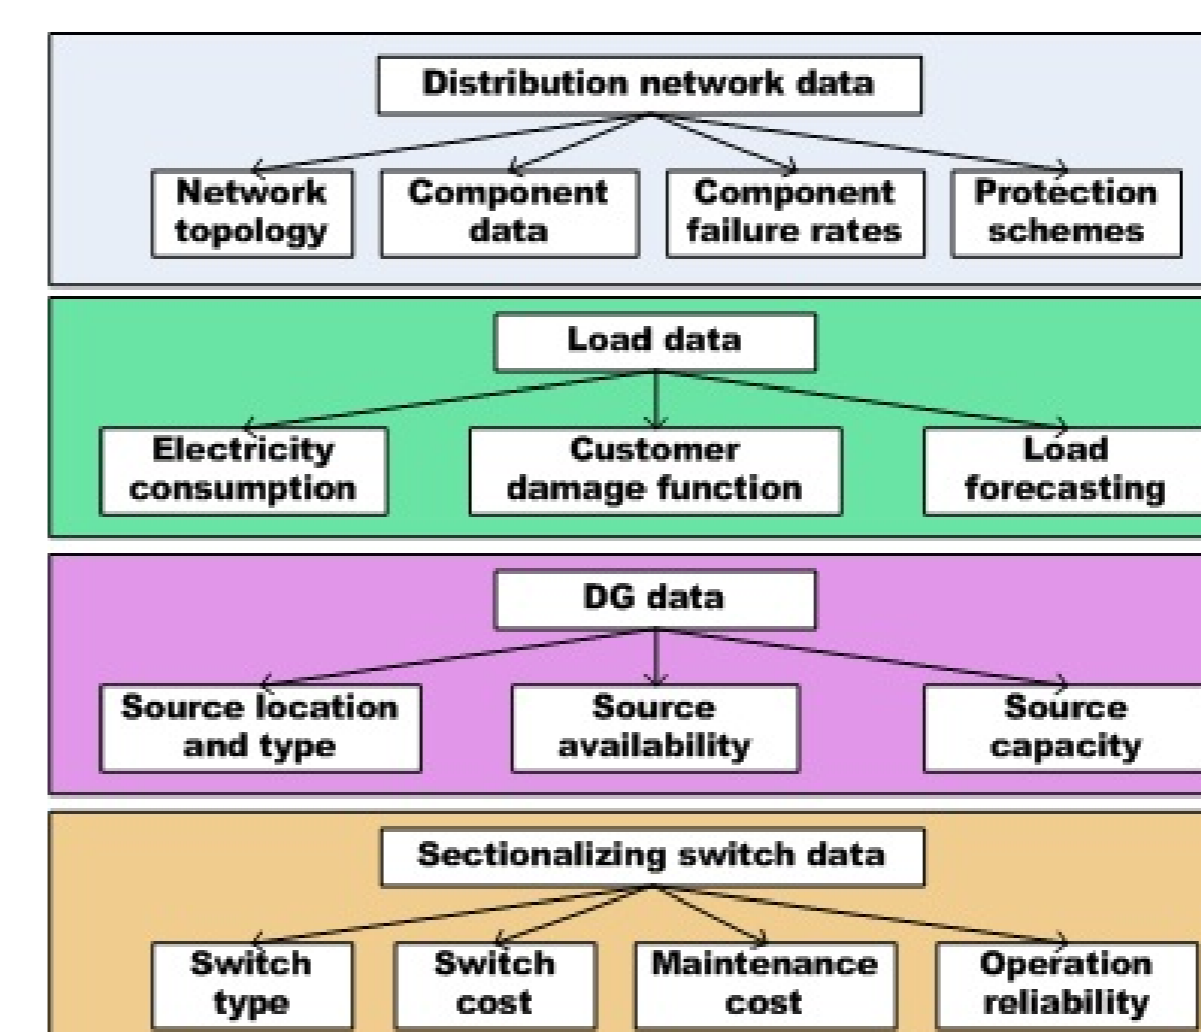 Distribution network data
Network
topology
Component
data
Component
failure rates
Protection
schemes
Load data
Electricity
consumption
Customer
damage function
Load
forecasting
DG data
Source location
and type
Source
availability
Source
capacity
Sectionalizing switch data
Switch
type
Switch
cost
Maintenance
cost
Operation
reliability